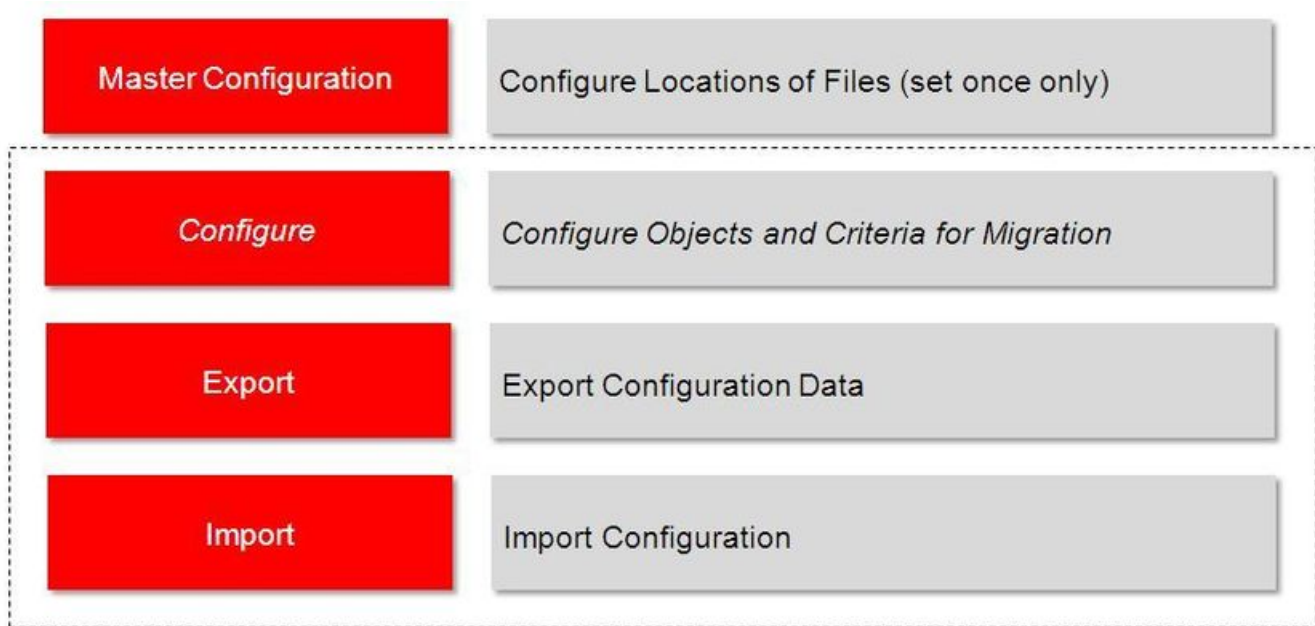 Master Configuration
Configure Locations of Files (set once only)
Configure
Configure Objects and Criteria for Migration
Export
Export Configuration Data
Import
Import Configuration